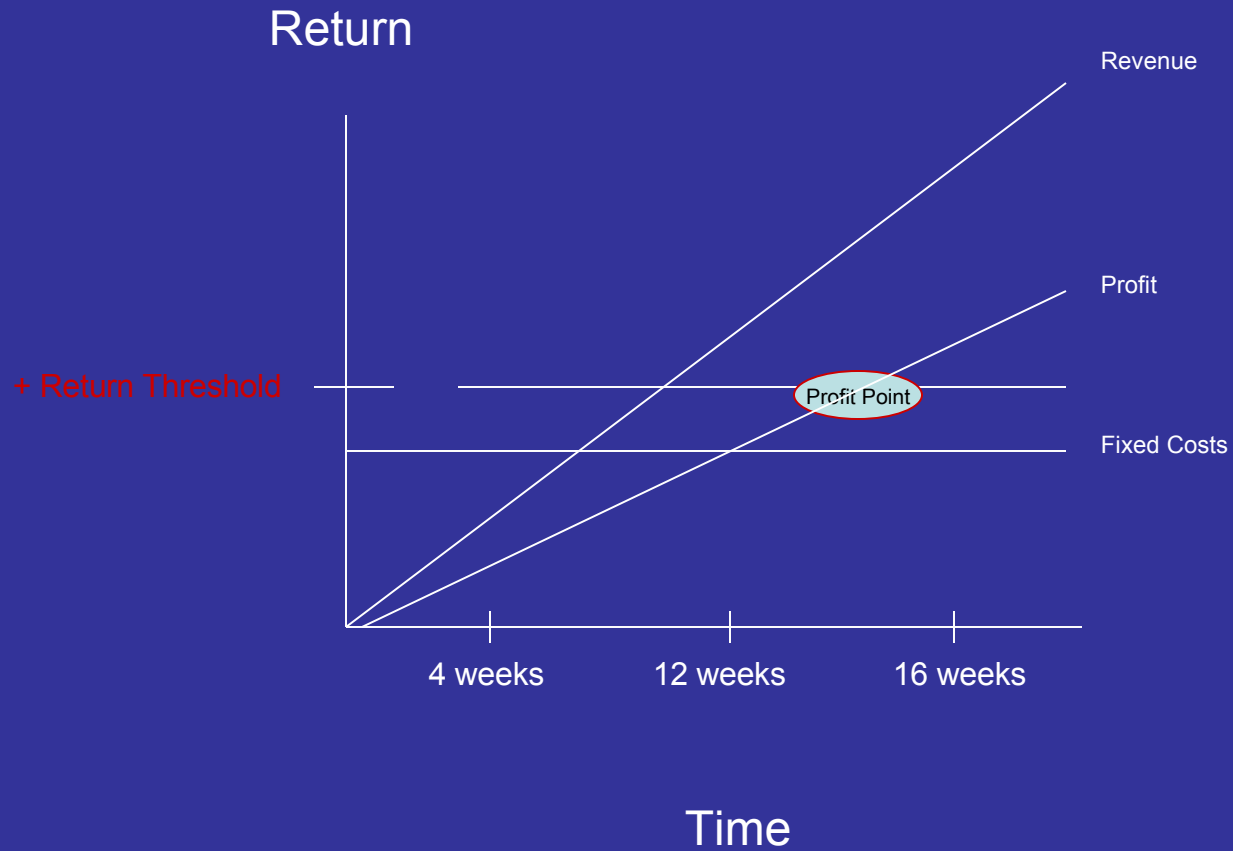 Return
Revenue
Profit
+ Return Threshold
Profit Point
Fixed Costs
4 weeks
12 weeks
16 weeks
Time